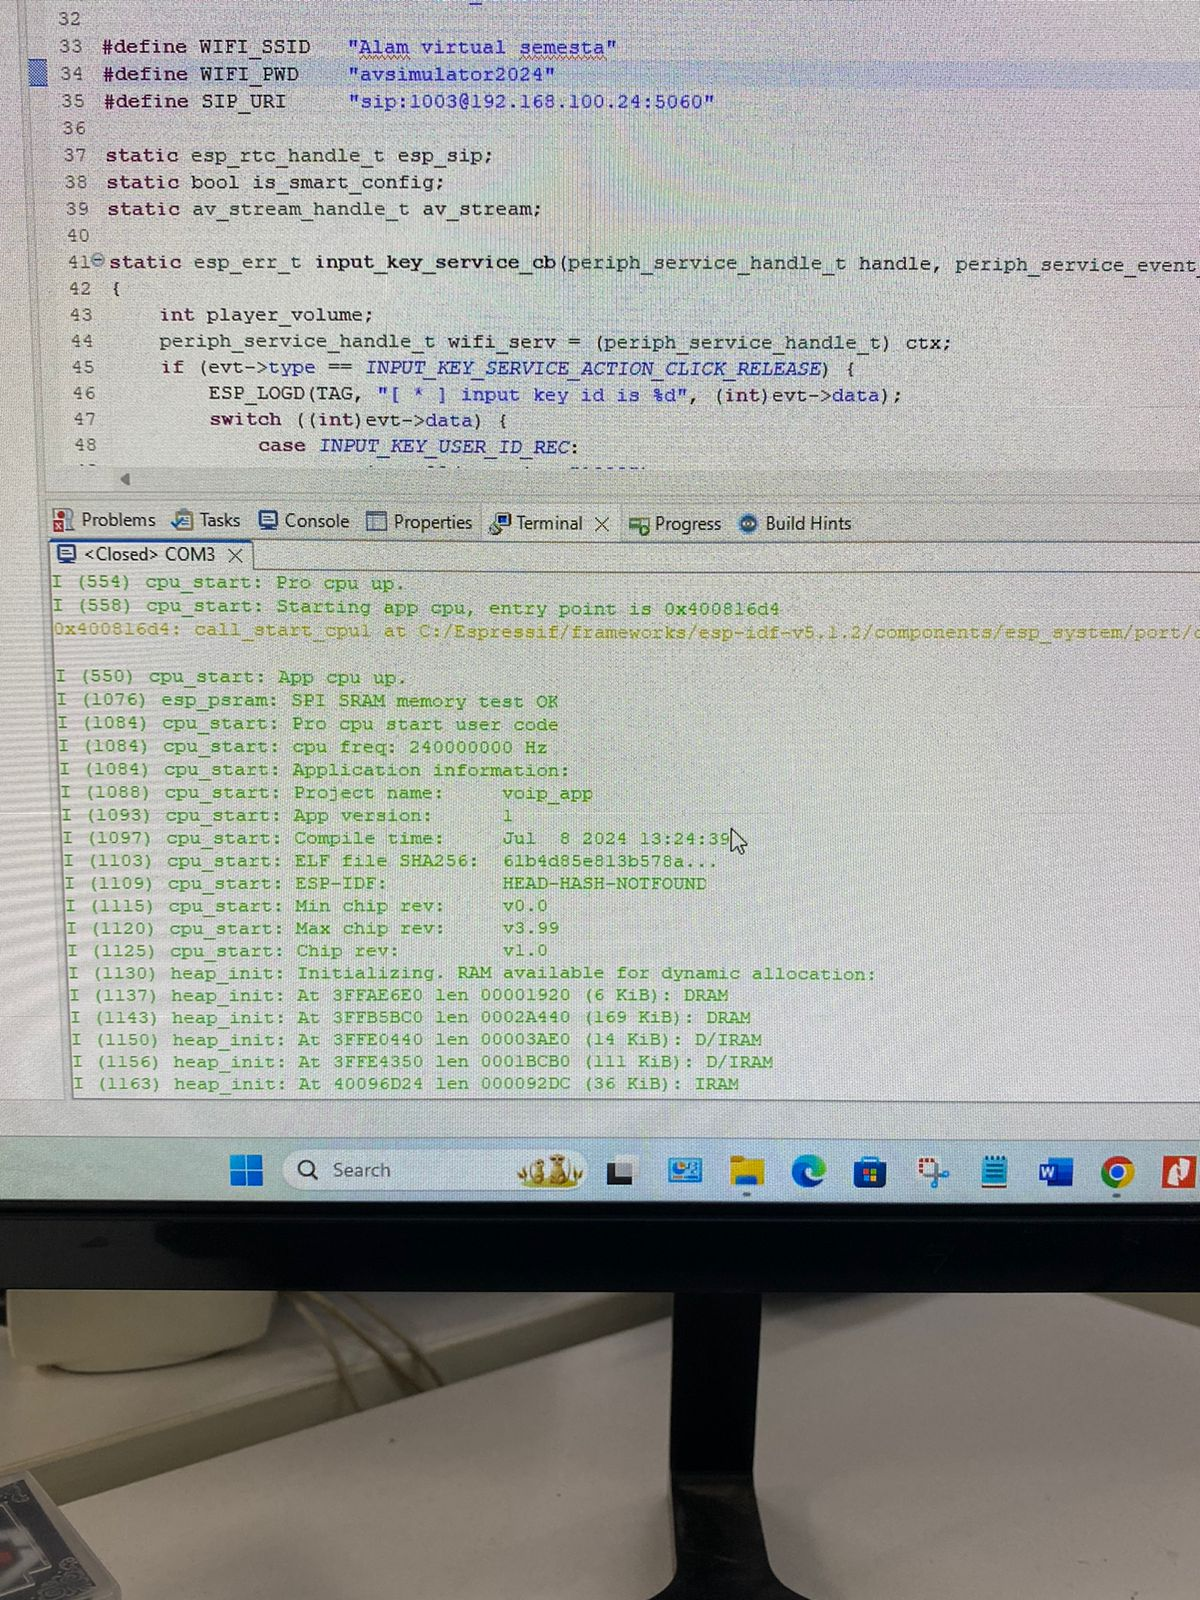 32
33 #define WIFI_SSID "Alam virtual semesta"
34 #define WIFI_PWD "avsimulator2024"
35 #define SIP_URI "sip:1003@192.168.100.24:5060"
36
37 static esp_rtc_handle_t esp_sip;
38 static bool is_smart_config;
39 static av_stream_handle_t av_stream;
40
41 static esp_err_t input_key_service_cb(periph_service_handle_t handle, periph_service_event_
42 {
43 int player_volume;
44 periph_service_handle_t wifi_serv = (periph_service_handle_t) ctx;
45 if (evt->type == INPUT_KEY_SERVICE_ACTION_CLICK_RELEASE) {
46 ESP_LOGD(TAG, "[ * ] input key id is %d", (int)evt->data);
47 switch ((int)evt->data) {
48 case INPUT_KEY_USER_ID_REC:
Problems Tasks Console Properties Terminal Progress Build Hints
<Closed> COM3
I (554) cpu_start: Pro cpu up.
I (558) cpu_start: Starting app cpu, entry point is 0x400816d4
0x400816d4: call_start_cpu1 at C:/Espressif/frameworks/esp-idf-v5.1.2/components/esp_system/port/c
I (550) cpu_start: App cpu up.
I (1076) esp_psram: SPI SRAM memory test OK
I (1084) cpu_start: Pro cpu start user code
I (1084) cpu_start: cpu freq: 240000000 Hz
I (1084) cpu_start: Application information:
I (1088) cpu_start: Project name: voip_app
I (1093) cpu_start: App version: 1
I (1097) cpu_start: Compile time: Jul 8 2024 13:24:39
I (1103) cpu_start: ELF file SHA256: 61b4d85e813b578a...
I (1109) cpu_start: ESP-IDF: HEAD-HASH-NOTFOUND
I (1115) cpu_start: Min chip rev: v0.0
I (1120) cpu_start: Max chip rev: v3.99
I (1125) cpu_start: Chip rev: v1.0
I (1130) heap_init: Initializing. RAM available for dynamic allocation:
I (1137) heap_init: At 3FFAE6E0 len 00001920 (6 KiB): DRAM
I (1143) heap_init: At 3FFB5BC0 len 0002A440 (169 KiB): DRAM
I (1150) heap_init: At 3FFE0440 len 00003AE0 (14 KiB): D/IRAM
I (1156) heap_init: At 3FFE4350 len 0001BCB0 (111 KiB): D/IRAM
I (1163) heap_init: At 40096D24 len 000092DC (36 KiB): IRAM
Search